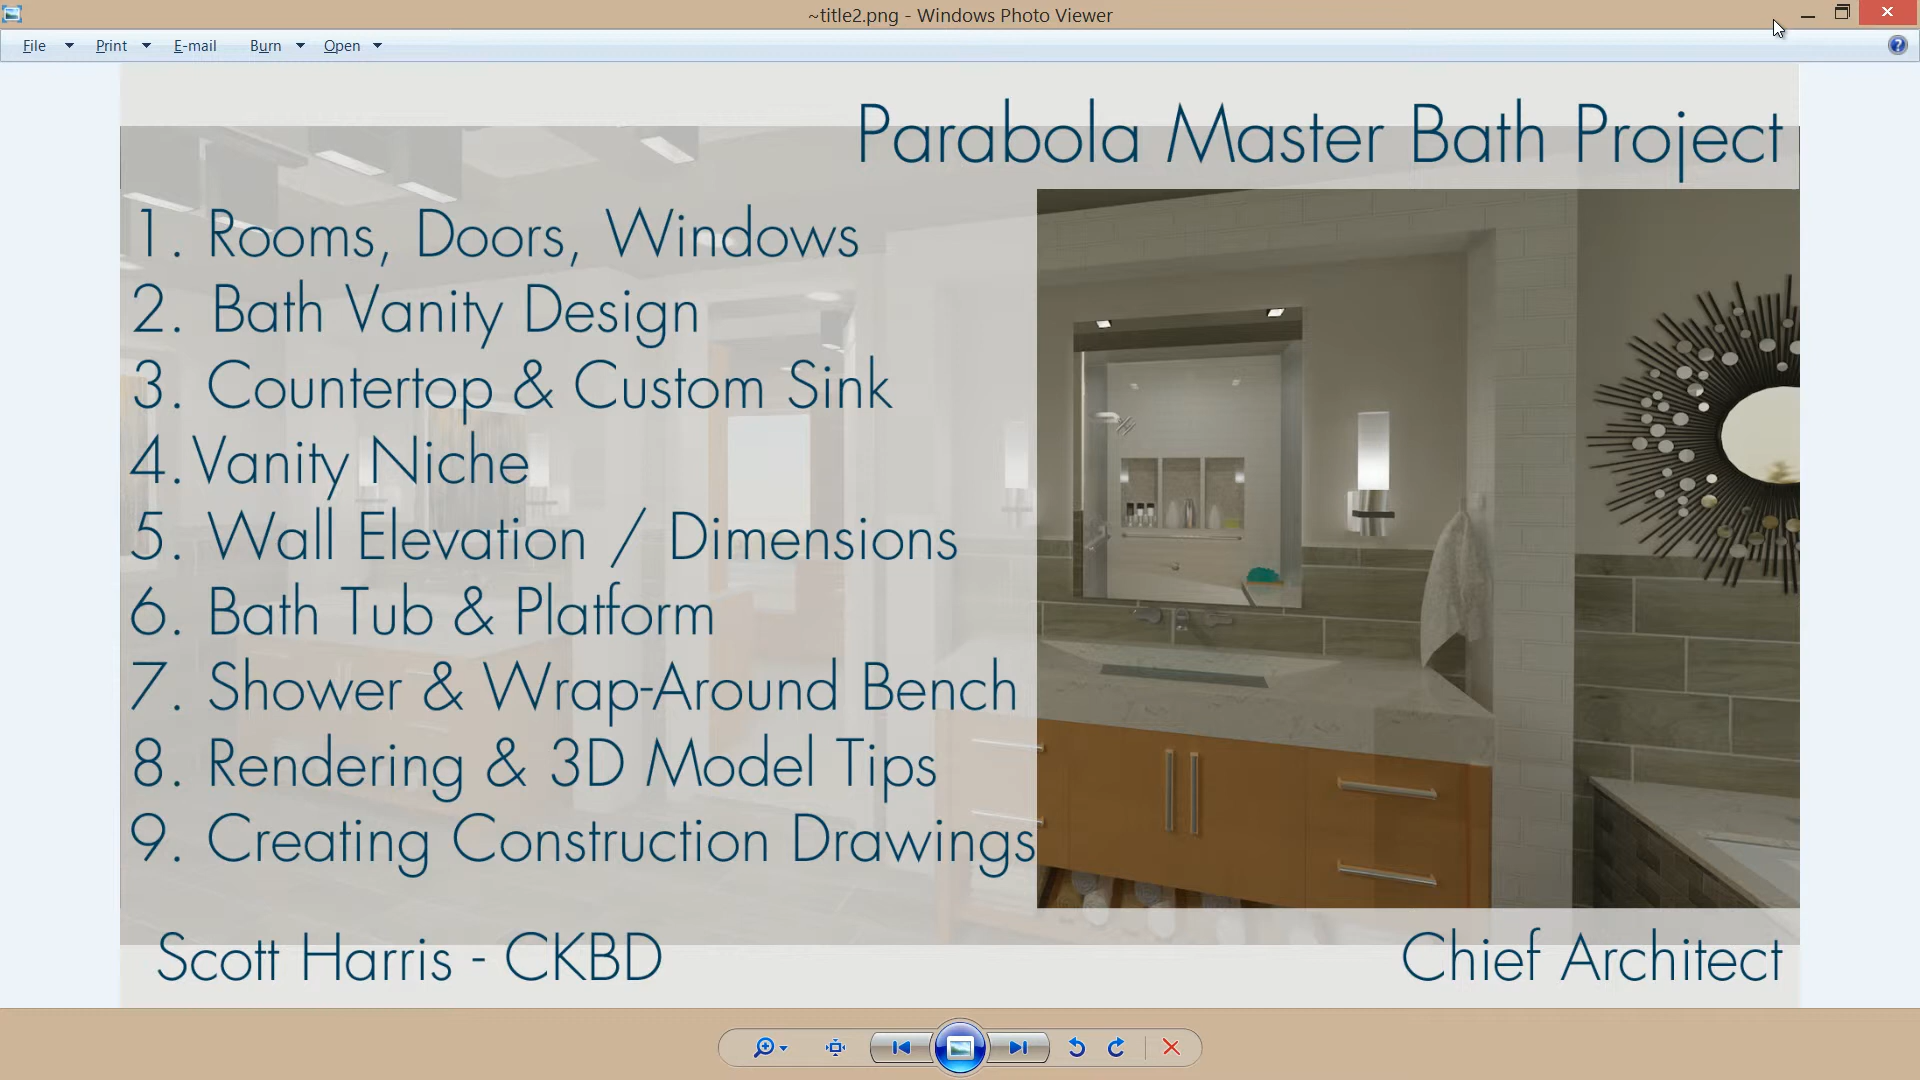 ~title2.png - Windows Photo Viewer
File Print E-mail Burn Open
Parabola Master Bath Project
1. Rooms, Doors, Windows
2. Bath Vanity Design
3. Countertop & Custom Sink
4. Vanity Niche
5. Wall Elevation / Dimensions
6. Bath Tub & Platform
7. Shower & Wrap-Around Bench
8. Rendering & 3D Model Tips
9. Creating Construction Drawings
Scott Harris - CKBD
Chief Architect